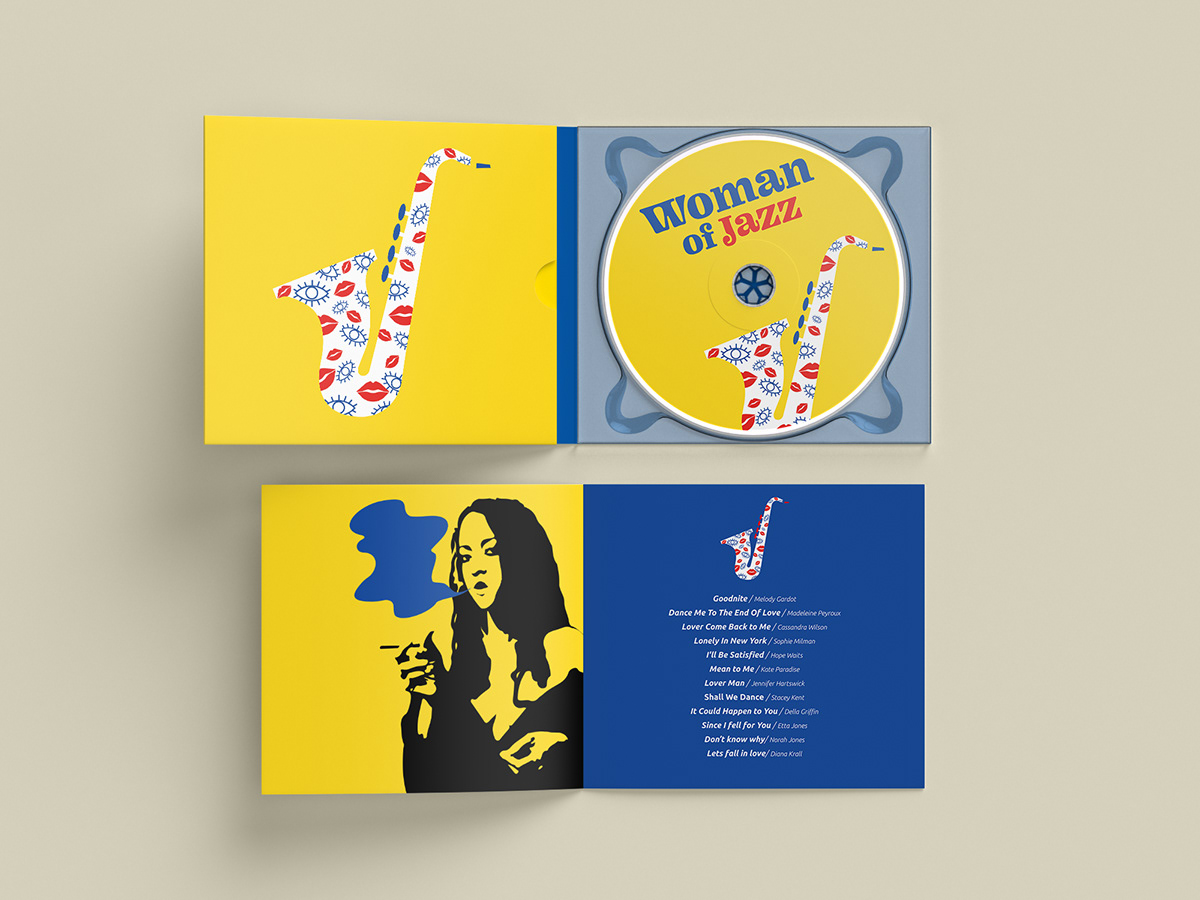 Woman
of Jazz
Goodnite / Melody Gardot
Dance Me To The End Of Love / Madeleine Peyroux
Lover Come Back to Me / Cassandra Wilson
Lonely In New York / Sophie Milman
I'll Be Satisfied / Hope Waits
Mean to Me / Kate Paradise
Lover Man / Jennifer Hartswick
Shall We Dance / Stacey Kent
It Could Happen to You / Della Griffin
Since I fell for You / Etta Jones
Don't know why/ Norah Jones
Lets fall in love/ Diana Krall